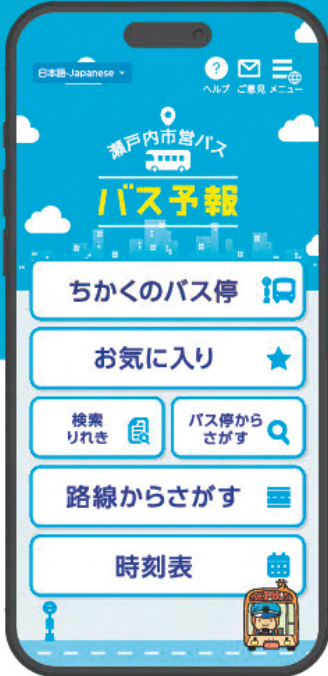 日本語-Japanese
ヘルプ ご意見 メニュー
瀬戸内市営バス
バス予報
ちかくのバス停
お気に入り
検索
りれき
バス停から
さがす
路線からさがす
時刻表